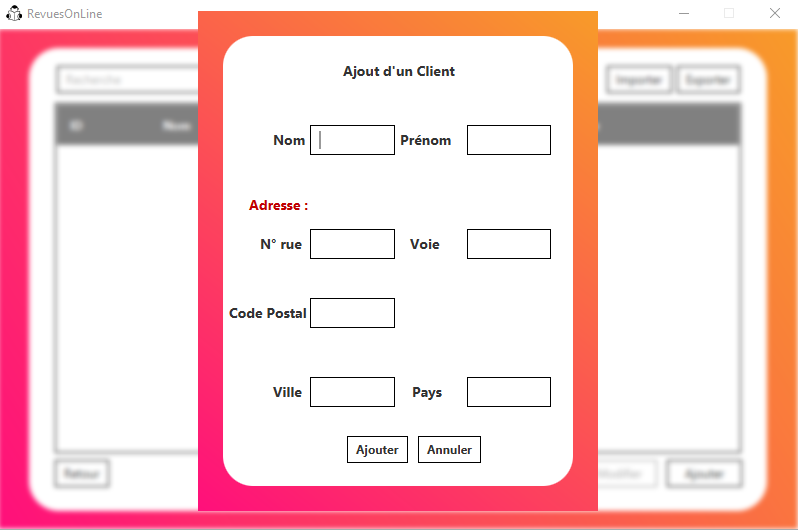 RevuesOnLine
Recherche
Importer Exporter
ID Nom
Ajout d'un Client
Nom Prénom
Adresse :
N° rue Voie
Code Postal
Ville Pays
Ajouter Annuler
Retour Modifier Ajouter